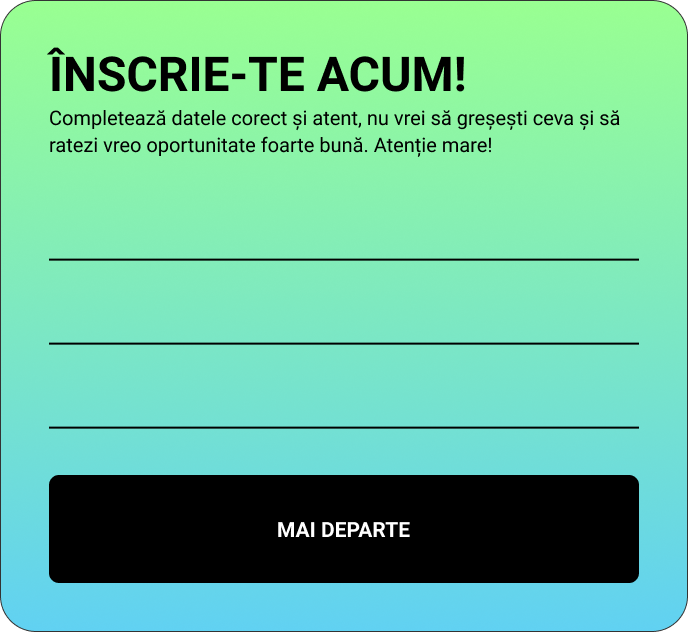 ÎNSCRIE-TE ACUM!
Completează datele corect și atent, nu vrei să greșești ceva și să
ratezi vreo oportunitate foarte bună. Atenție mare!
MAI DEPARTE